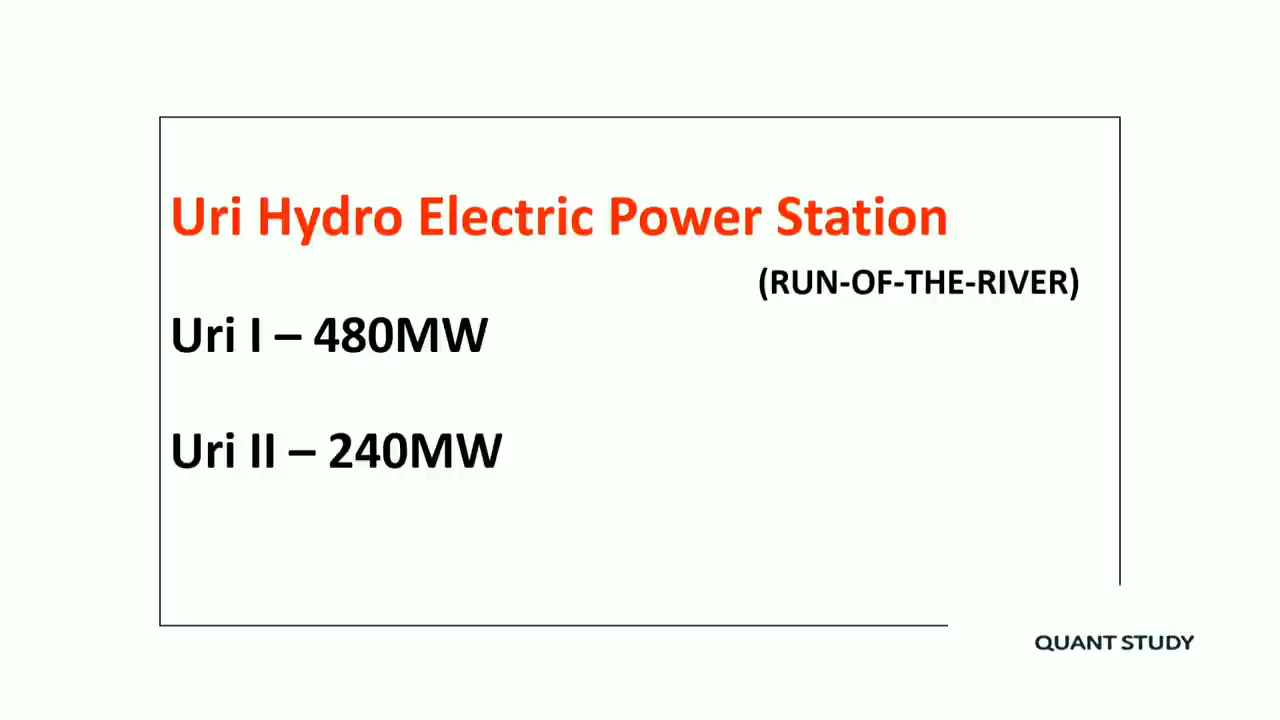 Uri Hydro Electric Power Station
(RUN-OF-THE-RIVER)
Uri I – 480MW
Uri II – 240MW
QUANT STUDY